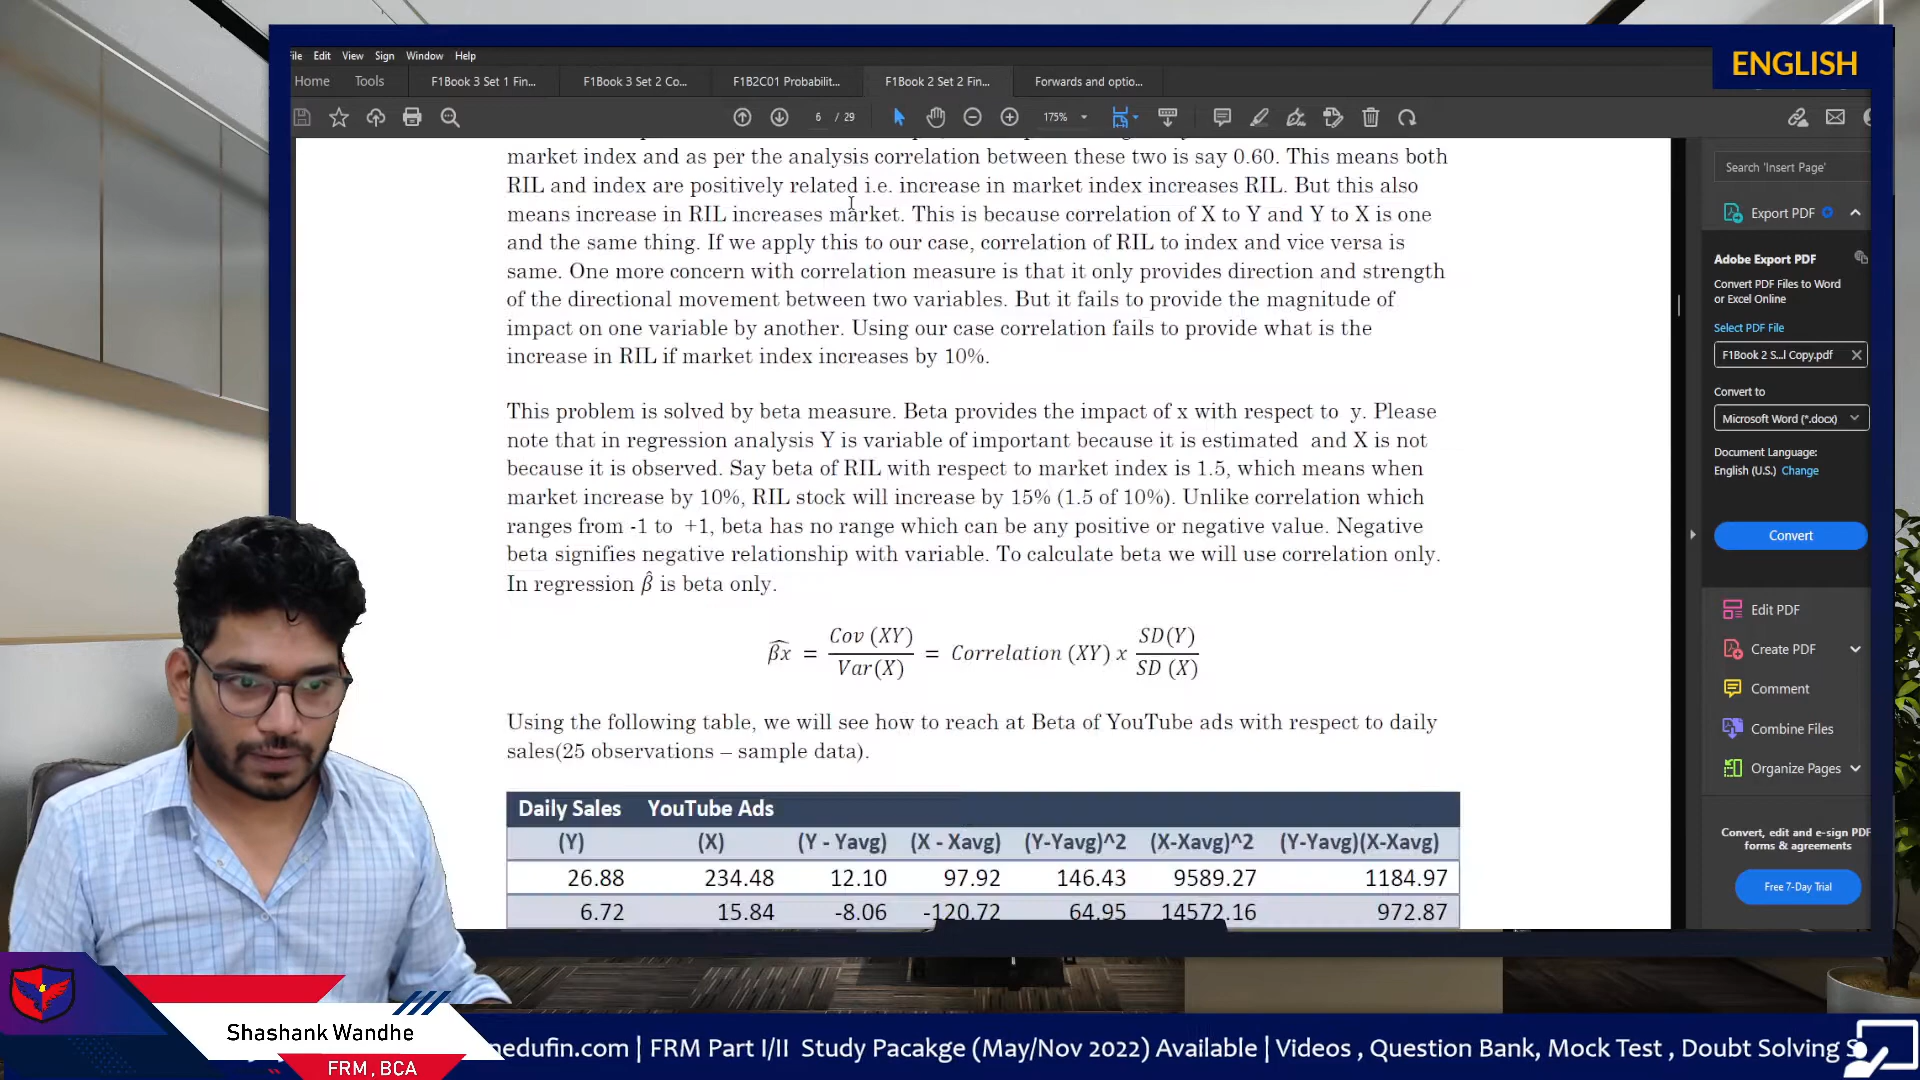 ENGLISH
File Edit View Sign Window Help
Home Tools F1Book 3 Set 1 Fin... F1Book 3 Set 2 Co... F1B2C01 Probabilit... F1Book 2 Set 2 Fin... Forwards and optio...
6 / 29 175%
market index and as per the analysis correlation between these two is say 0.60. This means both
RIL and index are positively related i.e. increase in market index increases RIL. But this also
means increase in RIL increases market. This is because correlation of X to Y and Y to X is one
and the same thing. If we apply this to our case, correlation of RIL to index and vice versa is
same. One more concern with correlation measure is that it only provides direction and strength
of the directional movement between two variables. But it fails to provide the magnitude of
impact on one variable by another. Using our case correlation fails to provide what is the
increase in RIL if market index increases by 10%.
This problem is solved by beta measure. Beta provides the impact of x with respect to y. Please
note that in regression analysis Y is variable of important because it is estimated and X is not
because it is observed. Say beta of RIL with respect to market index is 1.5, which means when
market increase by 10%, RIL stock will increase by 15% (1.5 of 10%). Unlike correlation which
ranges from -1 to +1, beta has no range which can be any positive or negative value. Negative
beta signifies negative relationship with variable. To calculate beta we will use correlation only.
In regression β̂ is beta only.
β̂x = Cov (XY) / Var(X) = Correlation (XY) x SD(Y) / SD (X)
Using the following table, we will see how to reach at Beta of YouTube ads with respect to daily
sales(25 observations – sample data).
Daily Sales YouTube Ads
(Y) (X) (Y - Yavg) (X - Xavg) (Y-Yavg)^2 (X-Xavg)^2 (Y-Yavg)(X-Xavg)
26.88 234.48 12.10 97.92 146.43 9589.27 1184.97
6.72 15.84 -8.06 -120.72 64.95 14572.16 972.87
Search 'Insert Page'
Export PDF
Adobe Export PDF
Convert PDF Files to Word
or Excel Online
Select PDF File
F1Book 2 S...l Copy.pdf
Convert to
Microsoft Word (*.docx)
Document Language:
English (U.S.) Change
Convert
Edit PDF
Create PDF
Comment
Combine Files
Organize Pages
Convert, edit and e-sign PDF
forms & agreements
Free 7-Day Trial
Shashank Wandhe
FRM, BCA
nedufin.com | FRM Part I/II Study Pacakge (May/Nov 2022) Available | Videos , Question Bank, Mock Test , Doubt Solving S